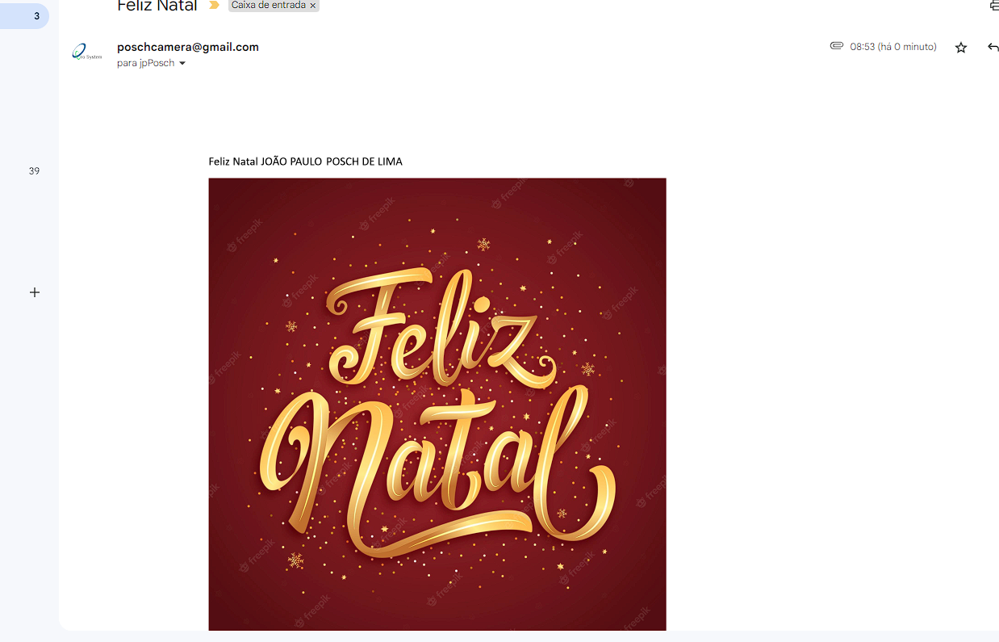 Feliz Natal
Caixa de entrada ×
3
poschcamera@gmail.com
08:53 (há 0 minuto)
para jpPosch
39
Feliz Natal JOÃO PAULO POSCH DE LIMA
Feliz
Natal
freepik